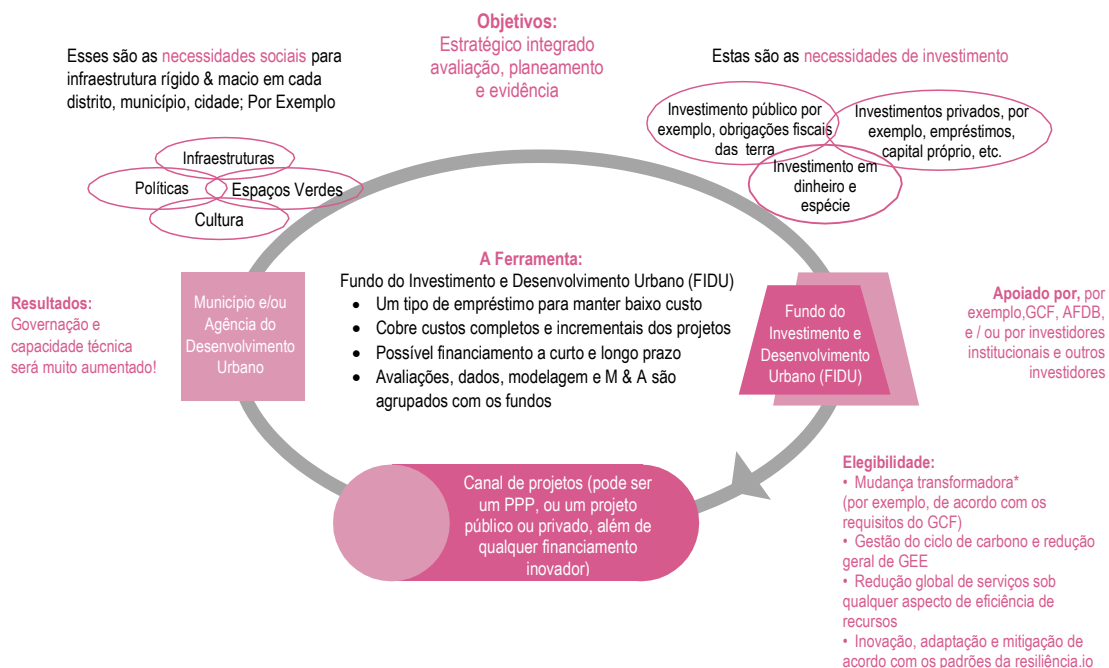 Objetivos:
Estratégico integrado
avaliação, planeamento
e evidência
Esses são as necessidades sociais para
infraestrutura rígido & macio em cada
distrito, município, cidade; Por Exemplo
Infraestruturas
Políticas
Espaços Verdes
Cultura
Estas são as necessidades de investimento
Investimento público por
exemplo, obrigações fiscais
das terra
Investimentos privados, por
exemplo, empréstimos,
capital próprio, etc.
Investimento em
dinheiro e
espécie
Resultados:
Governação e
capacidade técnica
será muito aumentado!
Município e/ou
Agência do
Desenvolvimento
Urbano
A Ferramenta:
Fundo do Investimento e Desenvolvimento Urbano (FIDU)
• Um tipo de empréstimo para manter baixo custo
• Cobre custos completos e incrementais dos projetos
• Possível financiamento a curto e longo prazo
• Avaliações, dados, modelagem e M & A são
agrupados com os fundos
Fundo do
Investimento e
Desenvolvimento
Urbano (FIDU)
Apoiado por, por
exemplo,GCF, AFDB,
e / ou por investidores
institucionais e outros
investidores
Canal de projetos (pode ser
um PPP, ou um projeto
público ou privado, além de
qualquer financiamento
inovador)
Elegibilidade:
• Mudança transformadora*
(por exemplo, de acordo com os
requisitos do GCF)
• Gestão do ciclo de carbono e redução
geral de GEE
• Redução global de serviços sob
qualquer aspecto de eficiência de
recursos
• Inovação, adaptação e mitigação de
acordo com os padrões da resiliência.io